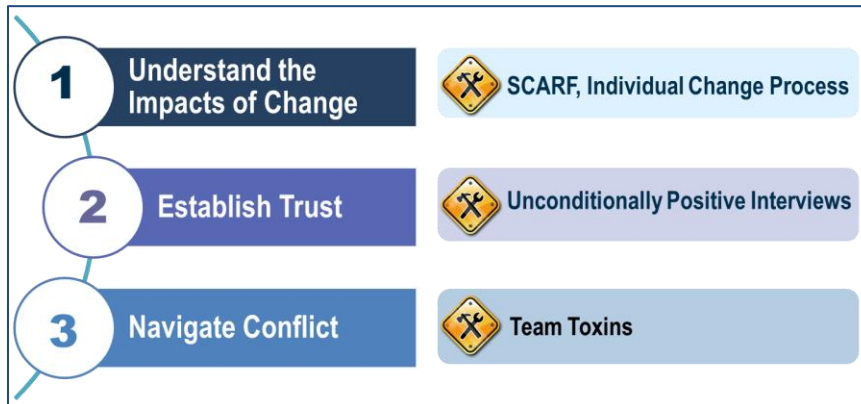 1
Understand the
Impacts of Change
SCARF, Individual Change Process
2
Establish Trust
Unconditionally Positive Interviews
3
Navigate Conflict
Team Toxins